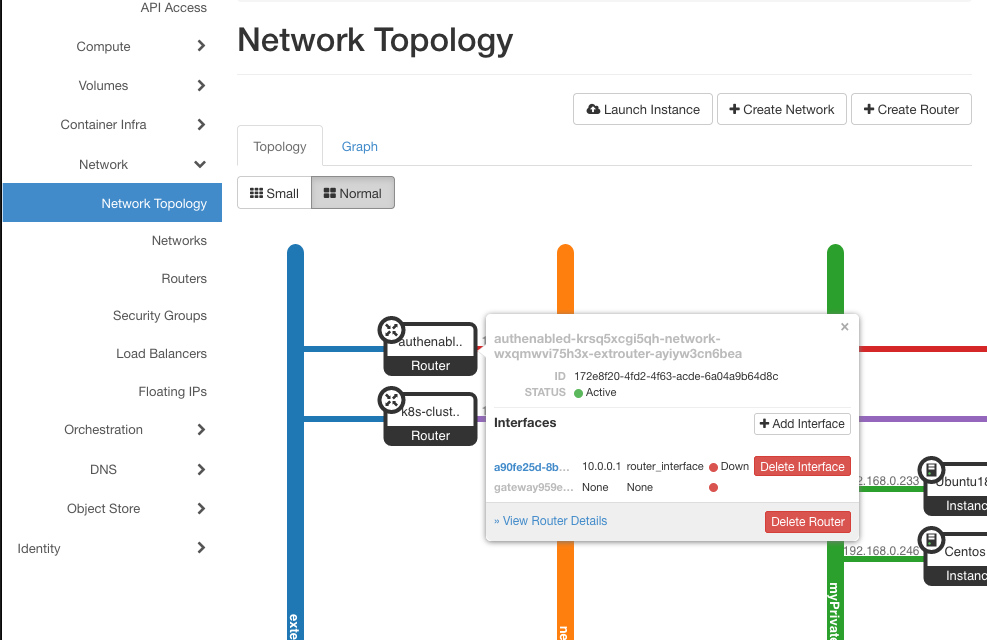 API Access
Compute
Volumes
Container Infra
Network
Network Topology
Networks
Routers
Security Groups
Load Balancers
Floating IPs
Orchestration
DNS
Object Store
Identity
Network Topology
Launch Instance
+ Create Network
+ Create Router
Topology
Graph
Small
Normal
authenabl..
Router
k8s-clust..
Router
authenabled-krsq5xcgi5qh-network-
wxqmwvi75h3x-extrouter-ayiyw3cn6bea
×
ID 172e8f20-4fd2-4f63-acde-6a04a9b64d8c
STATUS Active
Interfaces
+ Add Interface
a90fe25d-8b... 10.0.0.1 router_interface Down Delete Interface
gateway959e... None None
» View Router Details
Delete Router
2.168.0.233
Ubuntu18
Instanc
192.168.0.246
Centos
Instanc
exte
ne
myPrivate